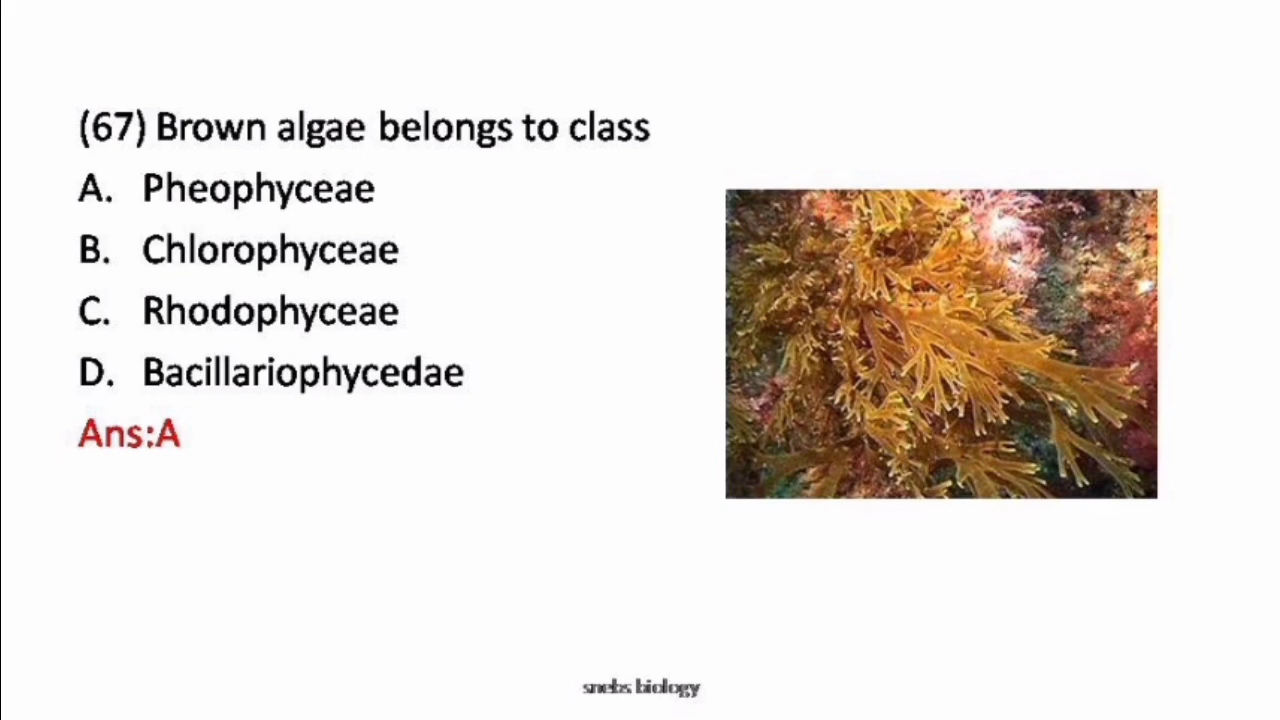 (67) Brown algae belongs to class
A. Pheophyceae
B. Chlorophyceae
C. Rhodophyceae
D. Bacillariophycedae
Ans:A
snebs biology